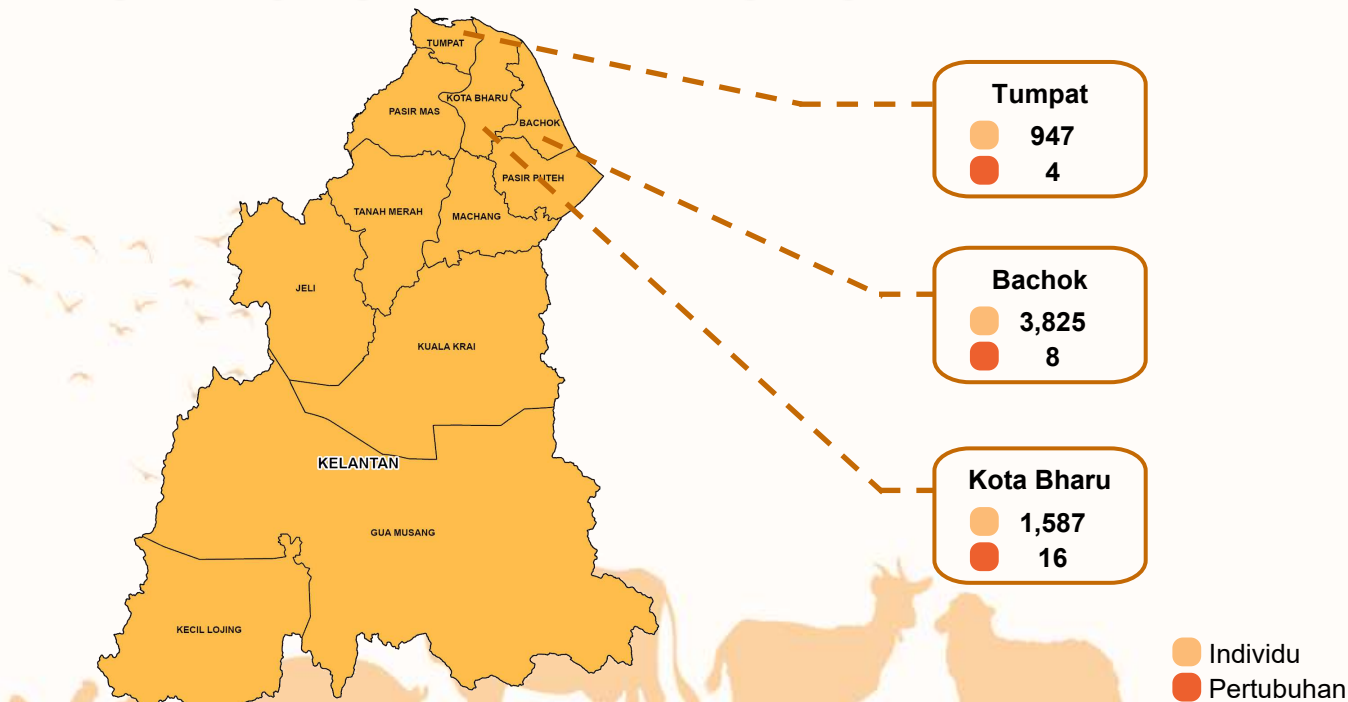 TUMPAT
KOTA BHARU
PASIR MAS
BACHOK
PASIR PUTEH
TANAH MERAH
MACHANG
JELI
KUALA KRAI
KELANTAN
GUA MUSANG
KECIL LOJING
Tumpat
947
4
Bachok
3,825
8
Kota Bharu
1,587
16
Individu
Pertubuhan